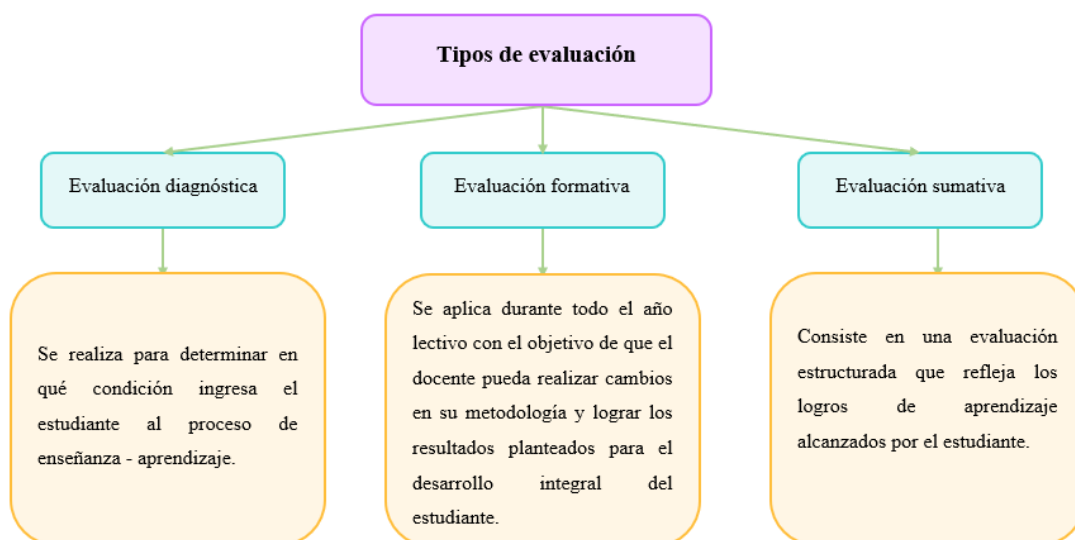 Tipos de evaluación
Evaluación diagnóstica
Evaluación formativa
Evaluación sumativa
Se realiza para determinar en
qué condición ingresa el
estudiante al proceso de
enseñanza - aprendizaje.
Se aplica durante todo el año
lectivo con el objetivo de que el
docente pueda realizar cambios
en su metodología y lograr los
resultados planteados para el
desarrollo integral del
estudiante.
Consiste en una evaluación
estructurada que refleja los
logros de aprendizaje
alcanzados por el estudiante.